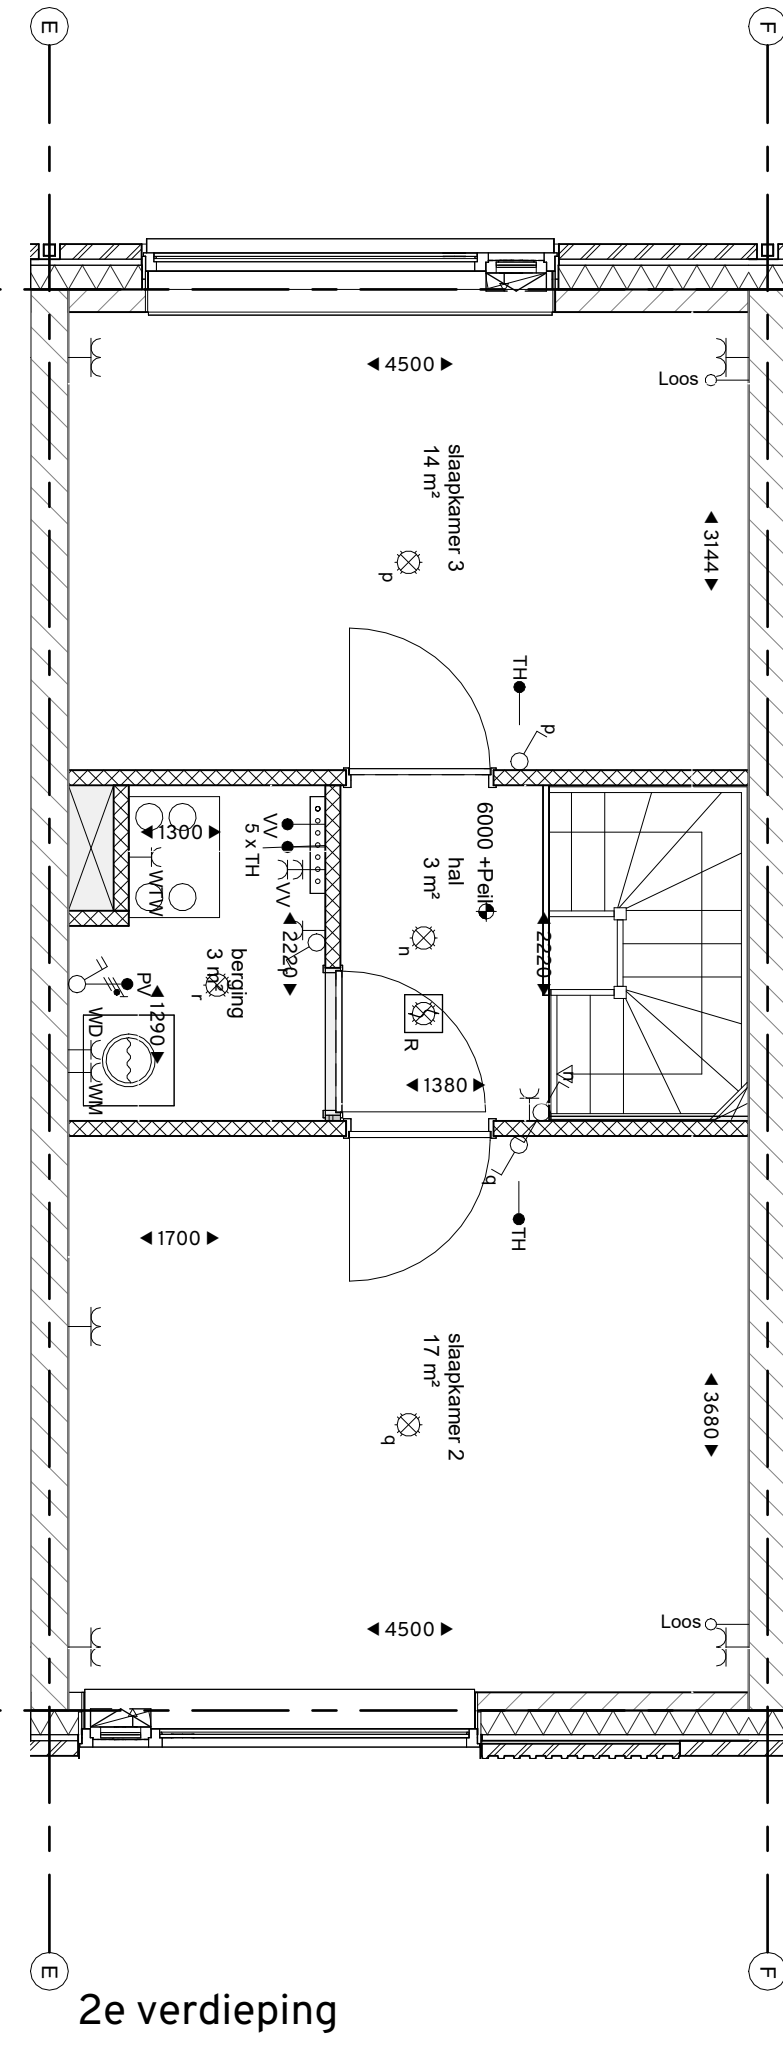 E
F
4500
Loos
slaapkamer 3
14 m²
3144
p
TH
p
6000 +Peil
VV
5 x TH
1300
hal
3 m²
WTW
VV
2220
2220
n
berging
3 m²
r
r
PV
1290
WD
WM
R
1380
n
q
TH
1700
slaapkamer 2
17 m²
3680
q
Loos
4500
E
F
2e verdieping